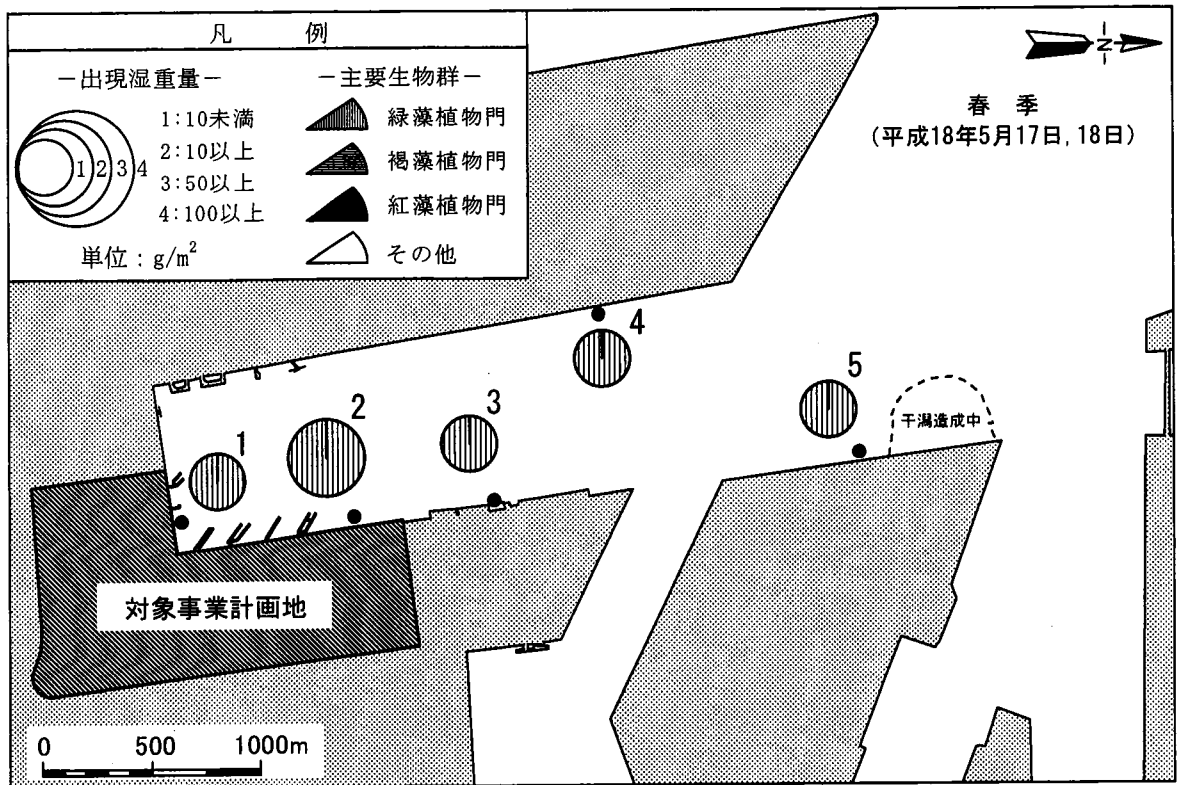 凡 例
－出現湿重量－
1 2 3 4
1:10未満
2:10以上
3:50以上
4:100以上
単位：g/m²
－主要生物群－
緑藻植物門
褐藻植物門
紅藻植物門
その他
N
春 季
(平成18年5月17日,18日)
4
5
3
2
1
干潟造成中
対象事業計画地
0 500 1000m